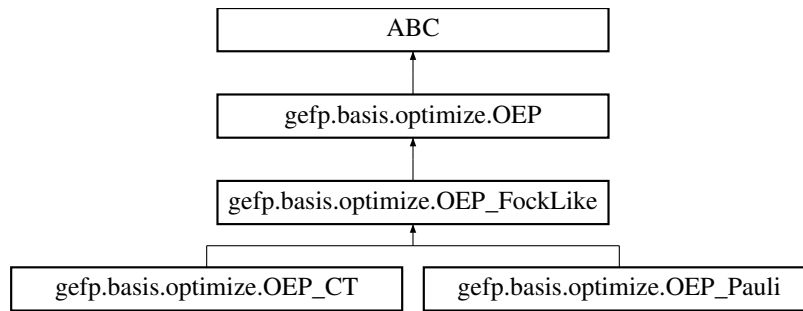 ABC
gefp.basis.optimize.OEP
gefp.basis.optimize.OEP_FockLike
gefp.basis.optimize.OEP_CT
gefp.basis.optimize.OEP_Pauli